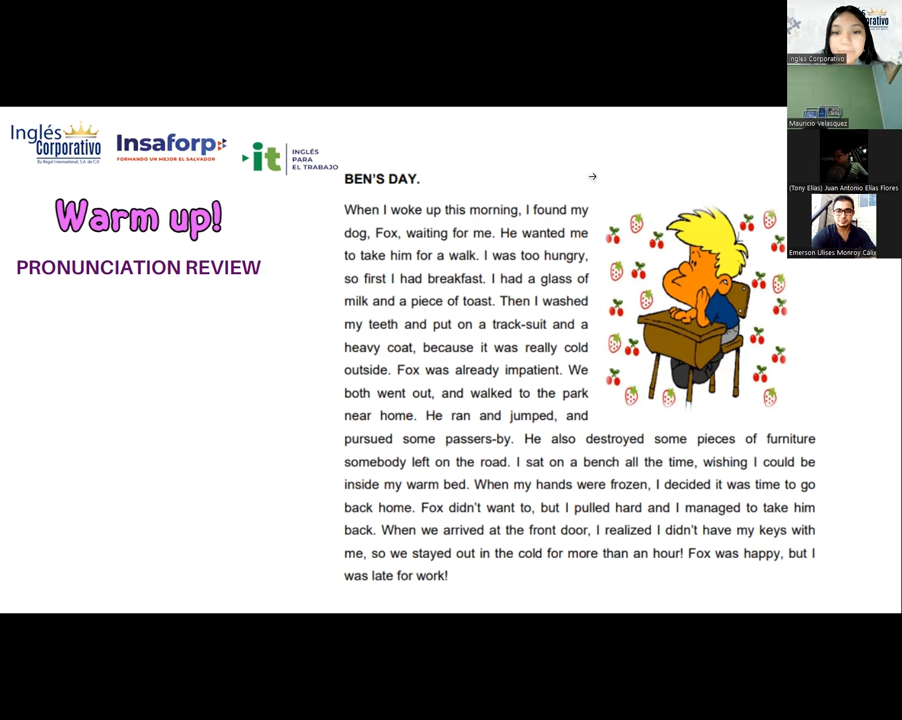 Inglés
Corporativo
By Regal International, S.A. de C.V.
Insaforp
FORMANDO UN MEJOR EL SALVADOR
it
INGLÉS
PARA
EL TRABAJO
Warm up!
PRONUNCIATION REVIEW
BEN'S DAY.
When I woke up this morning, I found my
dog, Fox, waiting for me. He wanted me
to take him for a walk. I was too hungry,
so first I had breakfast. I had a glass of
milk and a piece of toast. Then I washed
my teeth and put on a track-suit and a
heavy coat, because it was really cold
outside. Fox was already impatient. We
both went out, and walked to the park
near home. He ran and jumped, and
pursued some passers-by. He also destroyed some pieces of furniture
somebody left on the road. I sat on a bench all the time, wishing I could be
inside my warm bed. When my hands were frozen, I decided it was time to go
back home. Fox didn't want to, but I pulled hard and I managed to take him
back. When we arrived at the front door, I realized I didn't have my keys with
me, so we stayed out in the cold for more than an hour! Fox was happy, but I
was late for work!
Ingles Corporativo
Mauricio Velasquez
(Tony Elías) Juan Antonio Elías Flores
Emerson Ulises Monroy Cálix